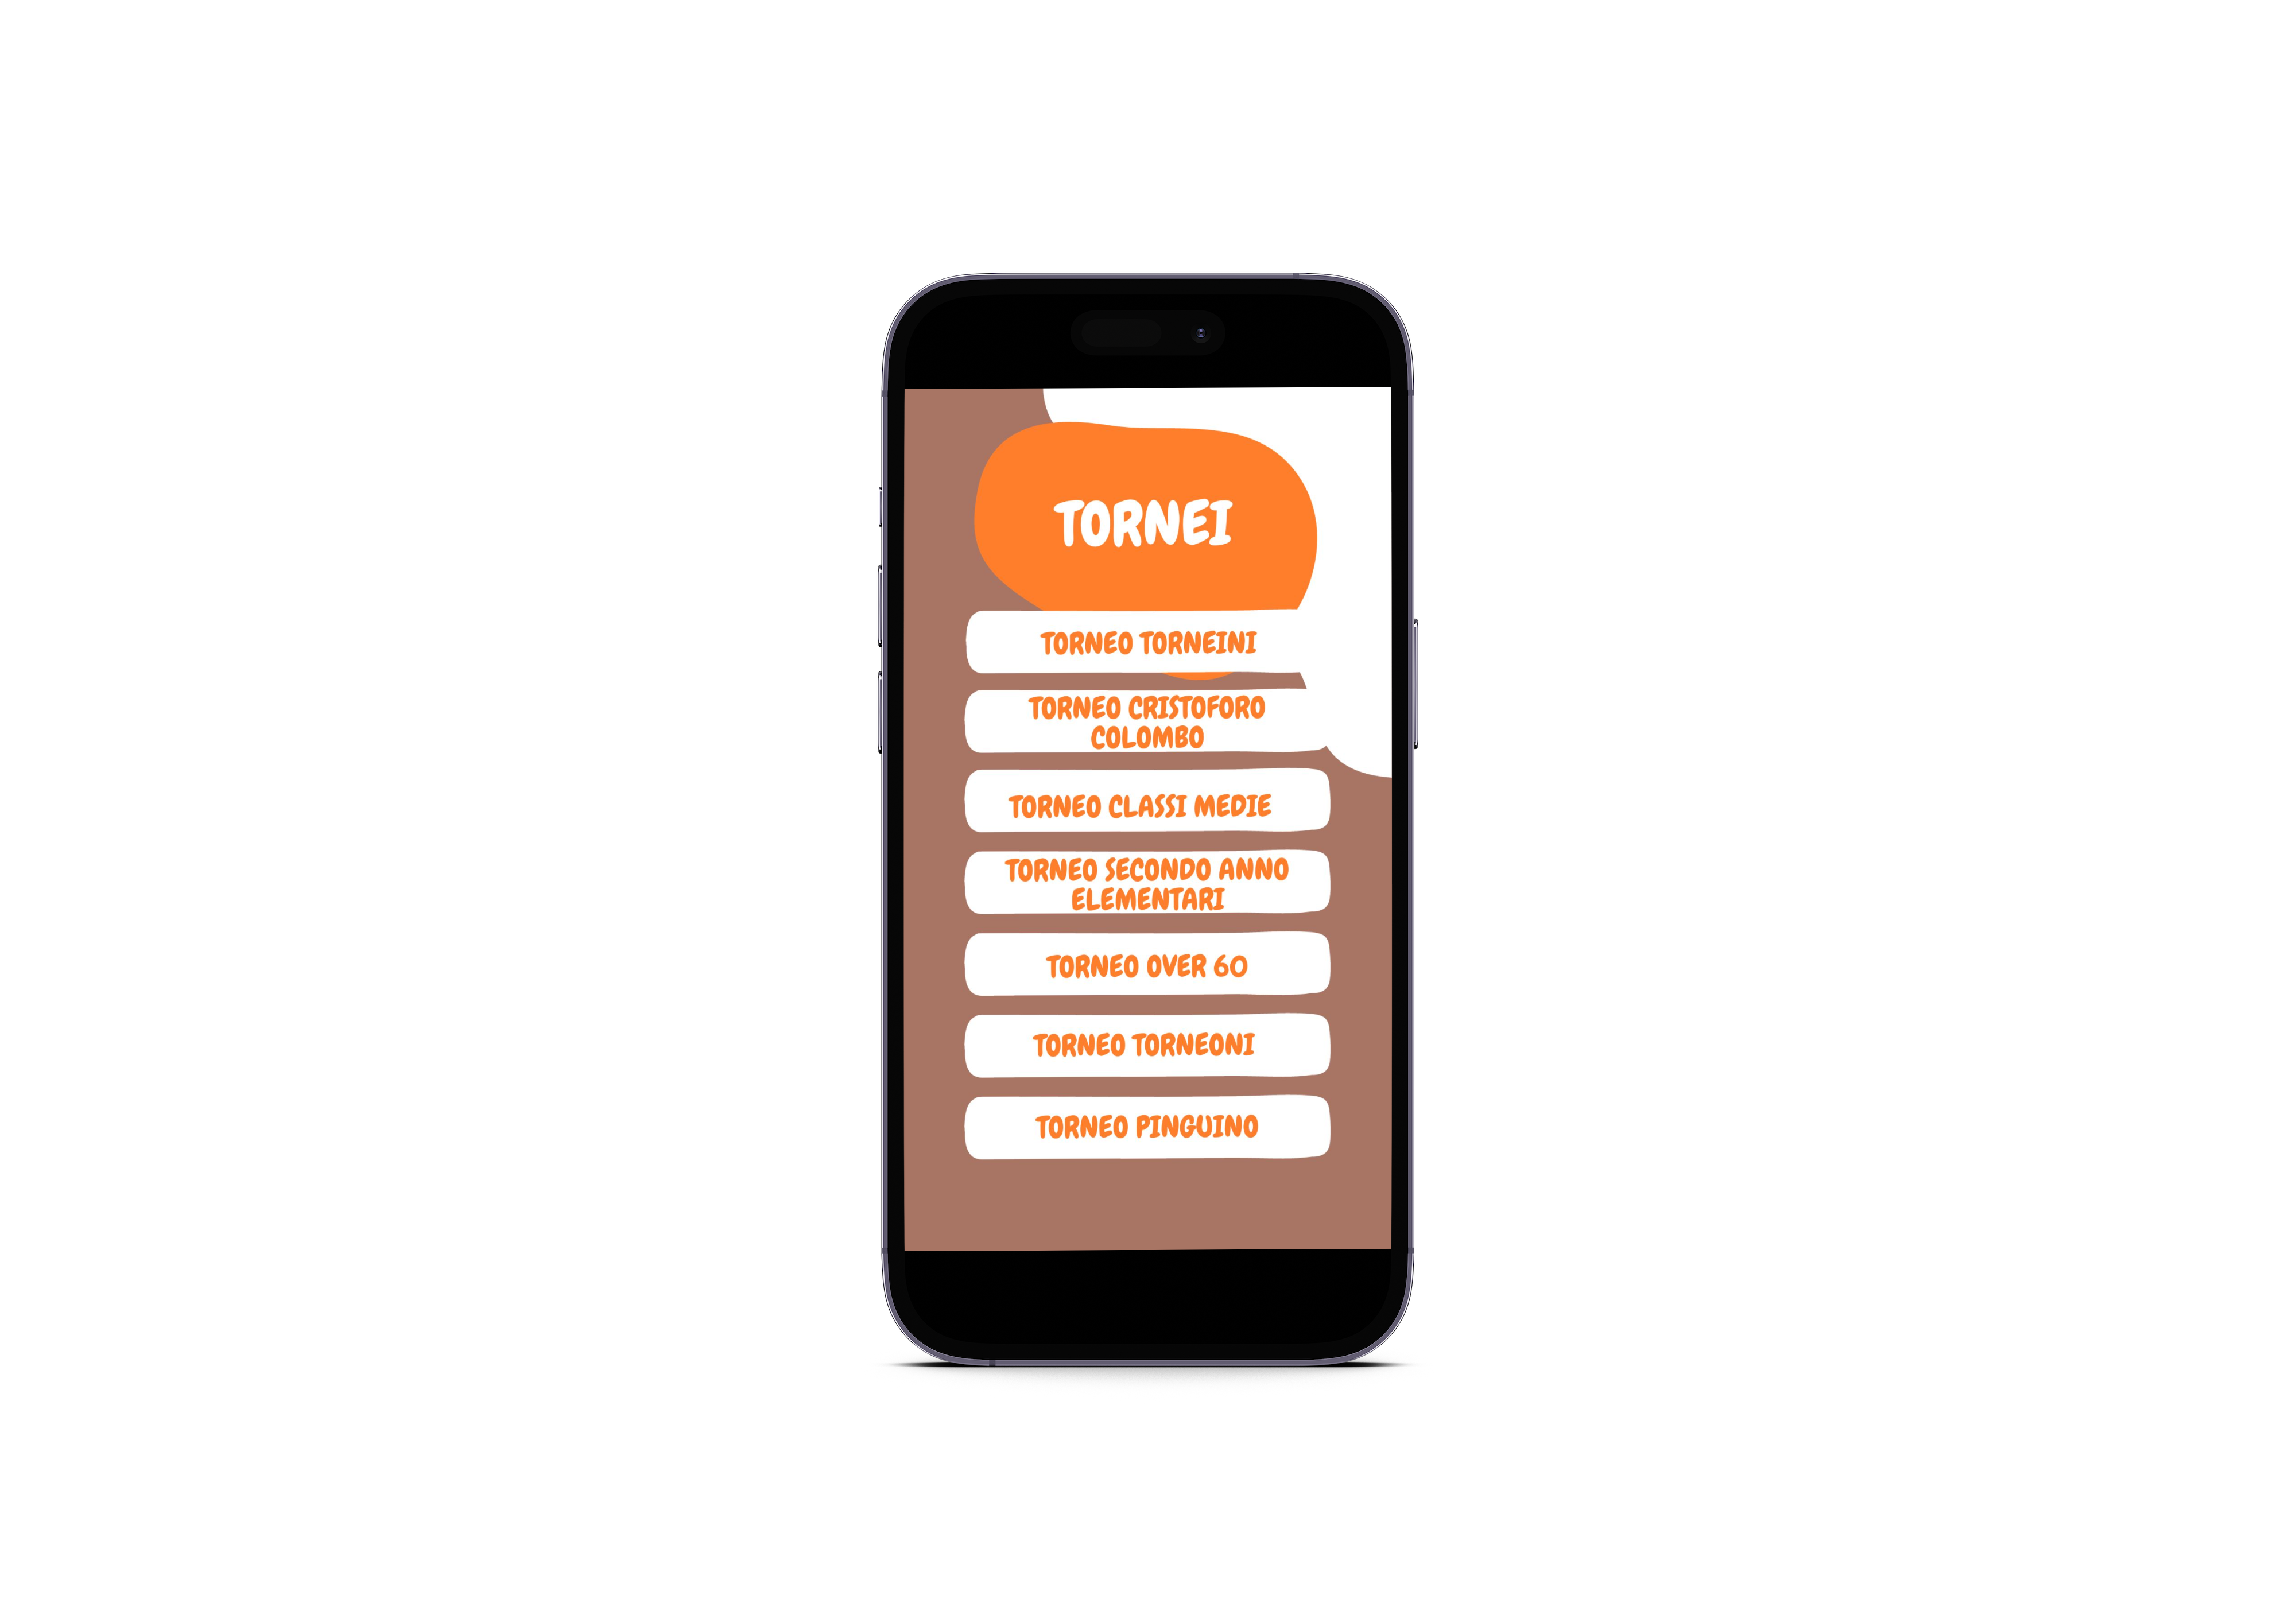 TORNEI
TORNEO TORNEINI
TORNEO CRISTOFORO
COLOMBO
TORNEO CLASSI MEDIE
TORNEO SECONDO ANNO
ELEMENTARI
TORNEO OVER 60
TORNEO TORNEONI
TORNEO PINGUINO